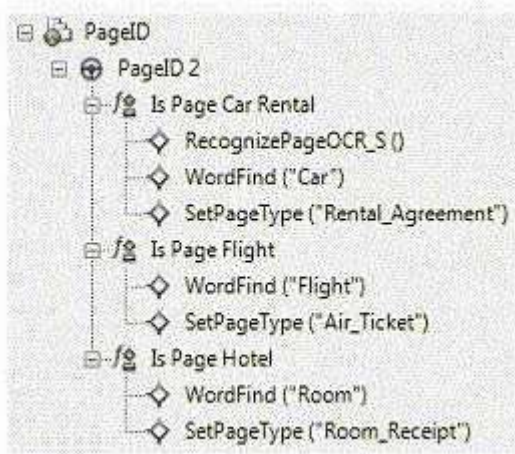 PageID
PageID 2
Is Page Car Rental
RecognizePageOCR_S ()
WordFind ("Car")
SetPageType ("Rental_Agreement")
Is Page Flight
WordFind ("Flight")
SetPageType ("Air_Ticket")
Is Page Hotel
WordFind ("Room")
SetPageType ("Room_Receipt")